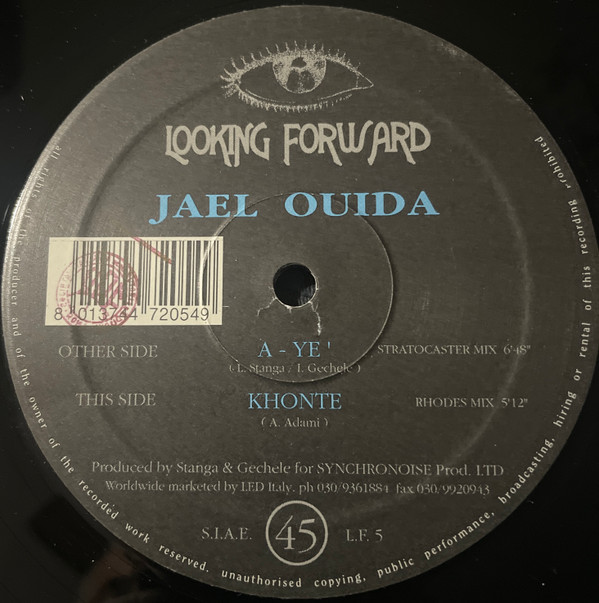 LOOKING FORWARD
JAEL OUIDA
8 013744 720549
OTHER SIDE A - YE' STRATOCASTER MIX 6'48"
( L. Stanga , I. Gechele )
THIS SIDE KHONTE RHODES MIX 5'12"
( A. Adami )
Produced by Stanga & Gechele for SYNCHRONOISE Prod. LTD
Worldwide marketed by LED Italy. ph 030/9361884 fax 030/9920943
S.I.A.E. 45 L.F. 5
all rights of the producer and of the owner of the recorded work reserved. unauthorised copying, public performance, broadcasting, hiring or rental of this recording prohibited